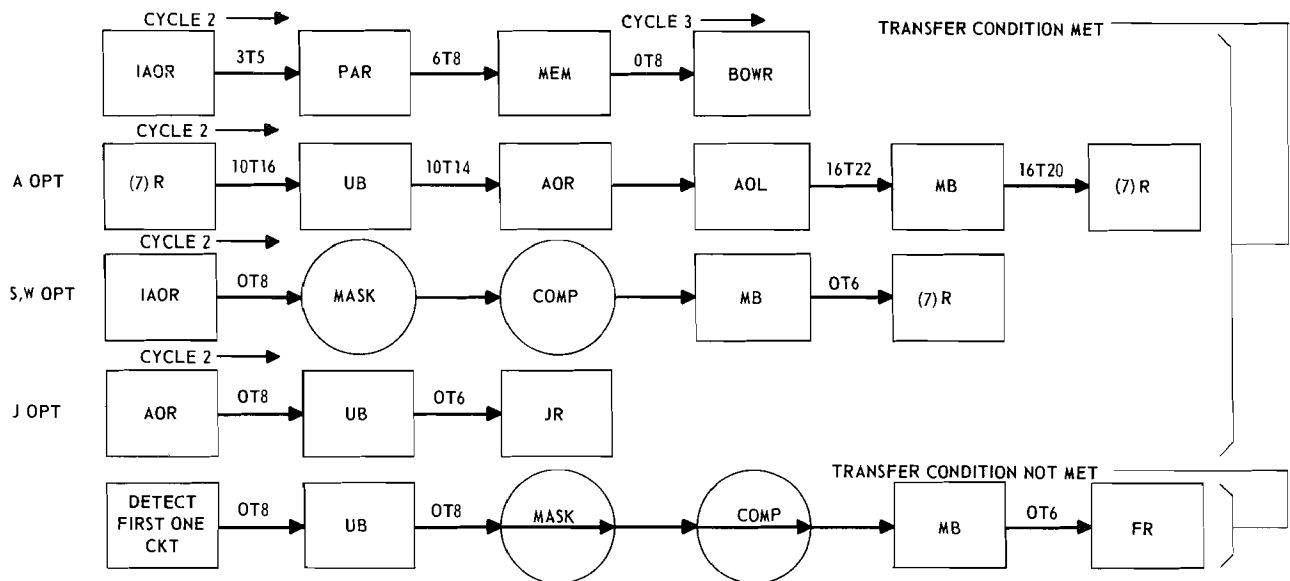 CYCLE 2 CYCLE 3 TRANSFER CONDITION MET
IAOR 3T5 PAR 6T8 MEM 0T8 BOWR
CYCLE 2
A OPT (7) R 10T16 UB 10T14 AOR AOL 16T22 MB 16T20 (7) R
CYCLE 2
S,W OPT IAOR 0T8 MASK COMP MB 0T6 (7) R
CYCLE 2
J OPT AOR 0T8 UB 0T6 JR
TRANSFER CONDITION NOT MET
DETECT FIRST ONE CKT 0T8 UB 0T8 MASK COMP MB 0T6 FR